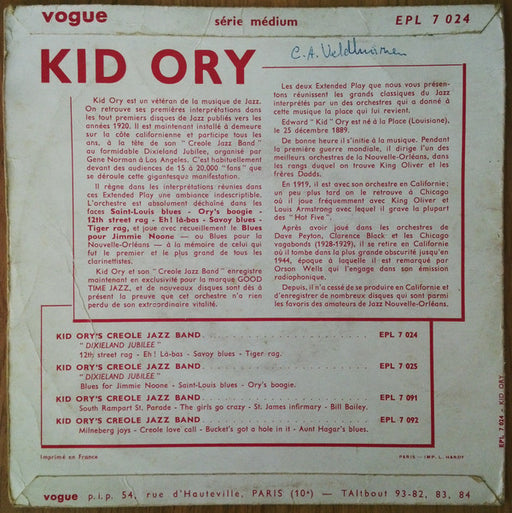 vogue série médium EPL 7 024
KID ORY
C. A. Veldhuizen
Kid Ory est un vétéran de la musique de Jazz.
On retrouve ses premières interprétations dans
les tout premiers disques de Jazz publiés vers les
années 1920. Il est maintenant installé à demeure
sur la côte californienne et participe tous les
ans, à la tête de son " Creole Jazz Band "
au formidable Dixieland Jubilee, organisé par
Gene Norman à Los Angeles. C'est habituellement
devant des audiences de 15 à 20,000 "fans" que
se déroule cette gigantesque manifestation.
Il règne dans les interprétations réunies dans
ces Extended Play une ambiance indescriptible.
L'orchestre est absolument déchaîné dans les
faces Saint-Louis blues - Ory's boogie -
12th street rag - Eh! là-bas - Savoy blues -
Tiger rag, et joue avec recueillement le Blues
pour Jimmie Noone — ou Blues pour la
Nouvelle-Orléans — à la mémoire de celui qui
fut le premier et le plus grand de tous les
clarinettistes.
Kid Ory et son "Creole Jazz Band" enregistre
maintenant en exclusivité pour la marque GOOD
TIME JAZZ, et de nouveaux disques sont dès à
présent la preuve que cet orchestre n'a rien
perdu de son extraordinaire vitalité.
Les deux Extended Play que nous vous présen-
tons réunissent les grands classiques du Jazz
interprétés par un des orchestres qui a donné à
cette musique la place qui lui revient.
Edward "Kid" Ory est né à la Place (Louisiane),
le 25 décembre 1889.
De bonne heure il s'initie à la musique. Pendant
la première guerre mondiale, il dirige l'un des
meilleurs orchestres de la Nouvelle-Orléans, dans
les rangs duquel on trouve King Oliver et les
frères Dodds.
En 1919, il est avec son orchestre en Californie;
un peu plus tard on le retrouve à Chicago
où il joue fréquemment avec King Oliver et
Louis Armstrong avec lequel il grave la plupart
des "Hot Five".
Après avoir joué dans les orchestres de
Dave Peyton, Clarence Black et les Chicago
vagabonds (1928-1929), il se retire en Californie
où il tombe dans la plus grande obscurité jusqu'en
1944, époque à laquelle il est remarqué par
Orson Wells qui l'engage dans son émission
radiophonique.
Depuis, il n'a cessé de se produire en Californie et
d'enregistrer de nombreux disques qui sont parmi
les favoris des amateurs de Jazz Nouvelle-Orléans.
KID ORY'S CREOLE JAZZ BAND . . . . EPL 7 024
" DIXIELAND JUBILEE "
12th street rag - Eh! Là-bas - Savoy blues - Tiger rag.
KID ORY'S CREOLE JAZZ BAND . . . . EPL 7 025
" DIXIELAND JUBILEE "
Blues for Jimmie Noone - Saint-Louis blues - Ory's boogie.
KID ORY'S CREOLE JAZZ BAND . . . . EPL 7 091
South Rampart St. Parade - The girls go crazy - St. James infirmary - Bill Bailey.
KID ORY'S CREOLE JAZZ BAND . . . . EPL 7 092
Milneberg jays - Creole love call - Bucket's got a hole in it - Aunt Hagar's blues.
EPL 7 024 - KID ORY
Imprimé en France PARIS — IMP. L. HARDY
vogue p.i.p. 54, rue d'Hauteville, PARIS (10e) — TAItbout 93-82, 83, 84